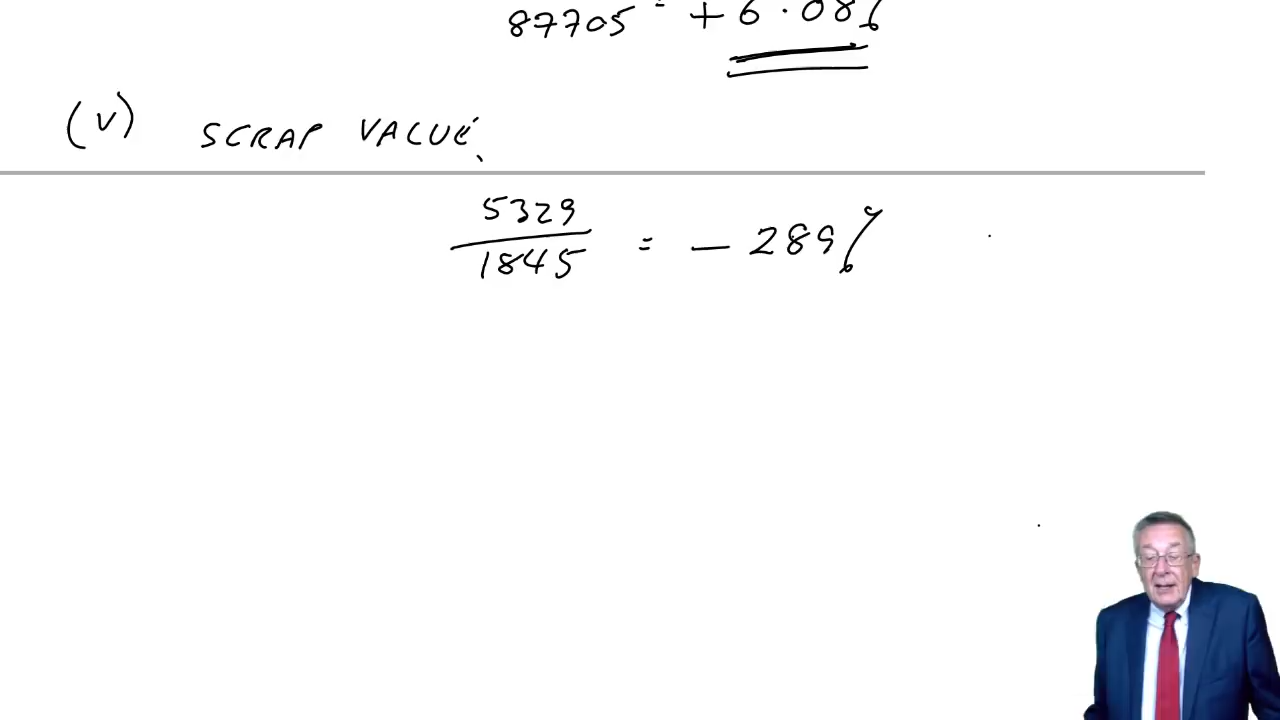 87705 = + 6.08%
(V) SCRAP VALUE.
5329
1845 = - 289%